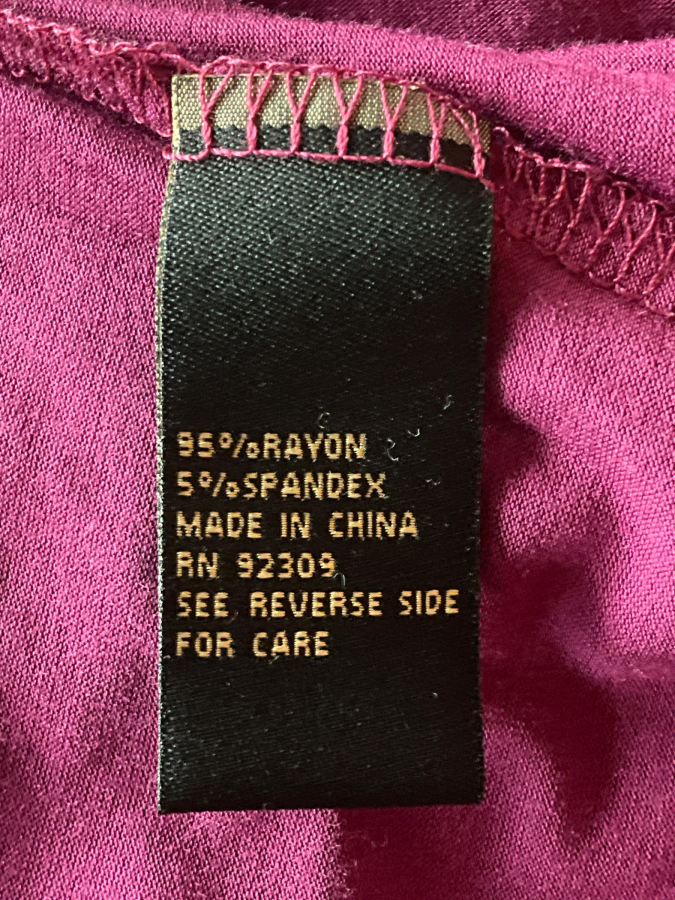 95%RAYON
5%SPANDEX
MADE IN CHINA
RN 92309
SEE REVERSE SIDE
FOR CARE